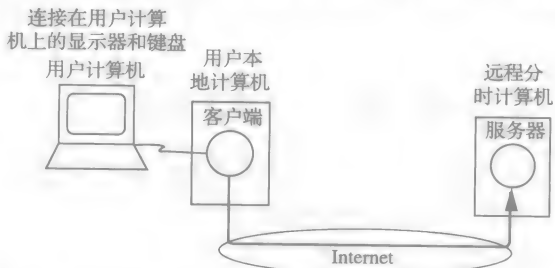 连接在用户计算
机上的显示器和键盘
用户计算机
用户本
地计算机
客户端
远程分
时计算机
服务器
Internet